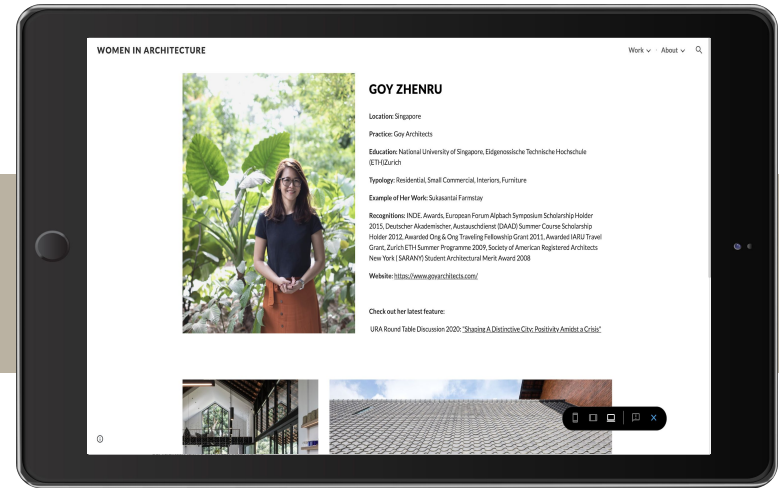 WOMEN IN ARCHITECTURE
Work
About
GOY ZHENRU
Location: Singapore
Practice: Goy Architects
Education: National University of Singapore, Eidgenossische Technische Hochschule
(ETH)Zurich
Typology: Residential, Small Commercial, Interiors, Furniture
Example of Her Work: Sukasantai Farmstay
Recognitions: INDE. Awards, European Forum Alpbach Symposium Scholarship Holder
2015, Deutscher Akademischer, Austauschdienst (DAAD) Summer Course Scholarship
Holder 2012, Awarded Ong & Ong Traveling Fellowship Grant 2011, Awarded IARU Travel
Grant, Zurich ETH Summer Programme 2009, Society of American Registered Architects
New York ( SARANY) Student Architectural Merit Award 2008
Website: https://www.goyarchitects.com/
Check out her latest feature:
URA Round Table Discussion 2020: "Shaping A Distinctive City: Positivity Amidst a Crisis"